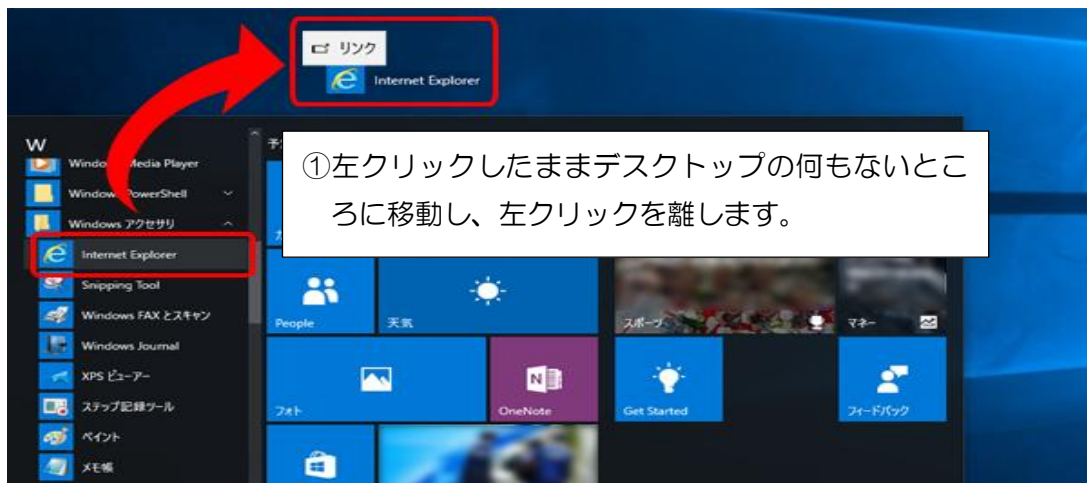 リンク
Internet Explorer
W
Windows Media Player
Windows PowerShell
Windows アクセサリ
①左クリックしたままデスクトップの何もないとこ
ろに移動し、左クリックを離します。
Internet Explorer
Snipping Tool
Windows FAX とスキャン
Windows Journal
XPS ビューアー
ステップ記録ツール
ペイント
メモ帳
People
天気
スポーツ
マネー
フォト
OneNote
Get Started
フィードバック